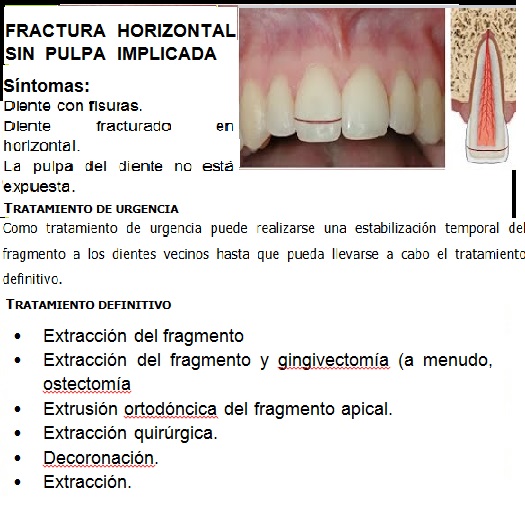 FRACTURA HORIZONTAL
SIN PULPA IMPLICADA
Síntomas:
Diente con fisuras.
Diente fracturado en
horizontal.
La pulpa del diente no está
expuesta.
TRATAMIENTO DE URGENCIA
Como tratamiento de urgencia puede realizarse una estabilización temporal del
fragmento a los dientes vecinos hasta que pueda llevarse a cabo el tratamiento
definitivo.
TRATAMIENTO DEFINITIVO
• Extracción del fragmento
• Extracción del fragmento y gingivectomía (a menudo,
ostectomía
• Extrusión ortodóncica del fragmento apical.
• Extracción quirúrgica.
• Decoronación.
• Extracción.